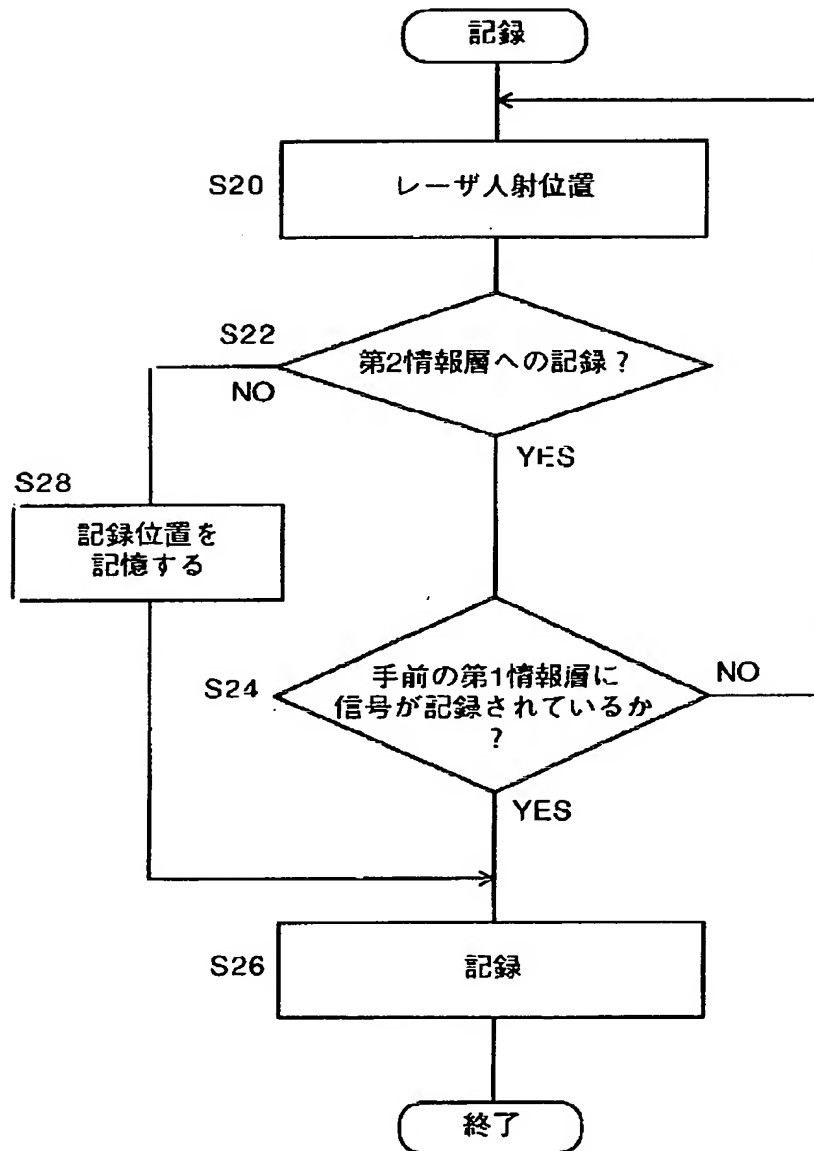 記録
S20
レーザ人射位置
S22
第2情報層への記録？
NO
YES
S28
記録位置を
記憶する
S24
手前の第1情報層に
信号が記録されているか
？
NO
YES
S26
記録
終了